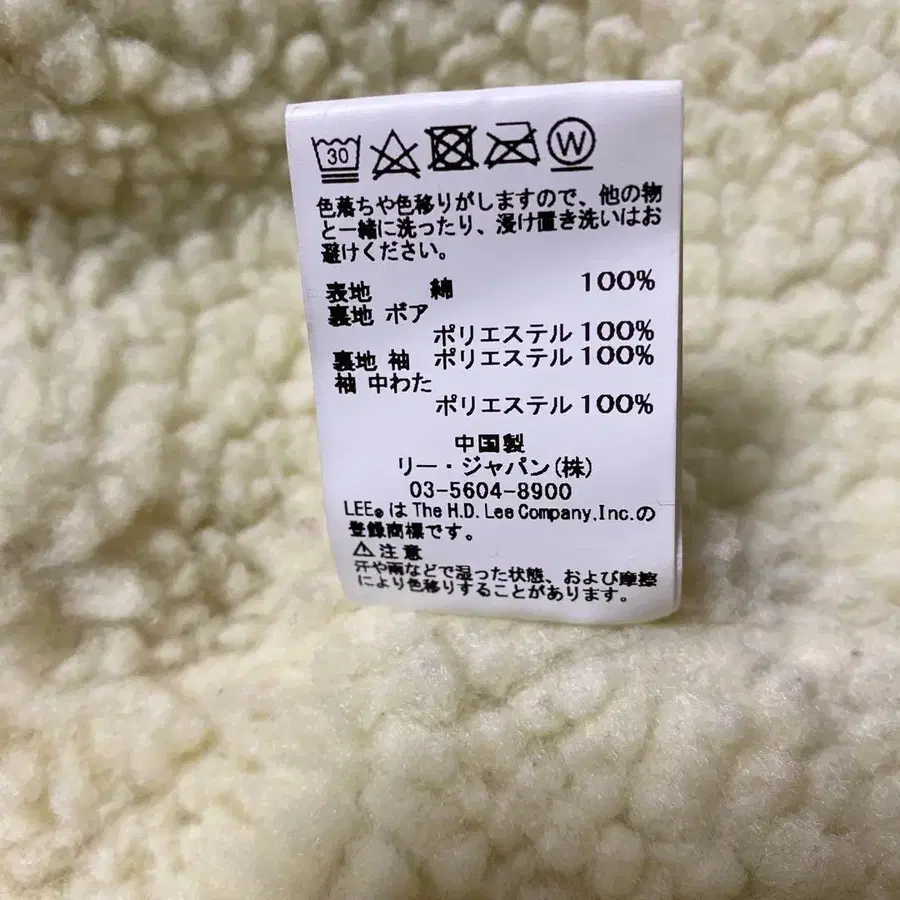 30 W
色落ちや色移りがしますので、他の物
と一緒に洗ったり、浸け置き洗いはお
避けください。
表地 綿 100%
裏地 ボア
ポリエステル 100%
裏地 袖 ポリエステル 100%
袖 中わた
ポリエステル 100%
中国製
リー・ジャパン(株)
03-5604-8900
LEE®は The H.D. Lee Company, Inc.の
登録商標です。
⚠注意
汗や雨などで湿った状態、および摩擦
により色移りすることがあります。